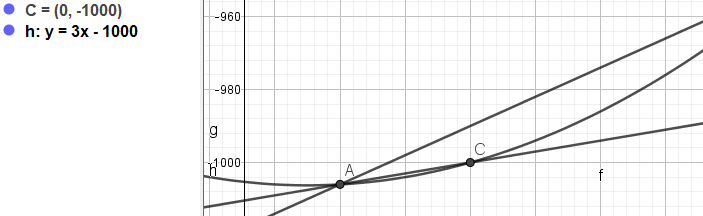 C = (0, -1000)
h: y = 3x - 1000
-960
-980
g
h
-1000
A
C
f